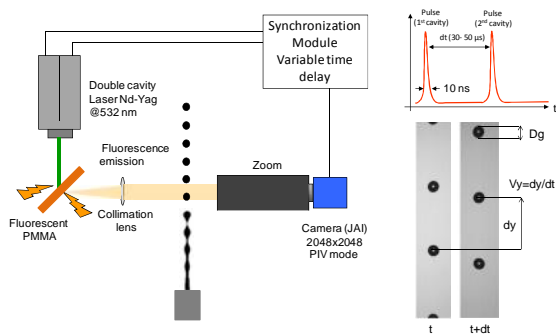 Synchronization
Module
Variable time
delay
Double cavity
Laser Nd-Yag
@532 nm
Fluorescence
emission
Zoom
Fluorescent
PMMA
Collimation
lens
Camera (JAI)
2048x2048
PIV mode
Pulse
(1st cavity)
Pulse
(2nd cavity)
dt (30- 50 µs)
10 ns
t
Dg
Vy=dy/dt
dy
t
t+dt